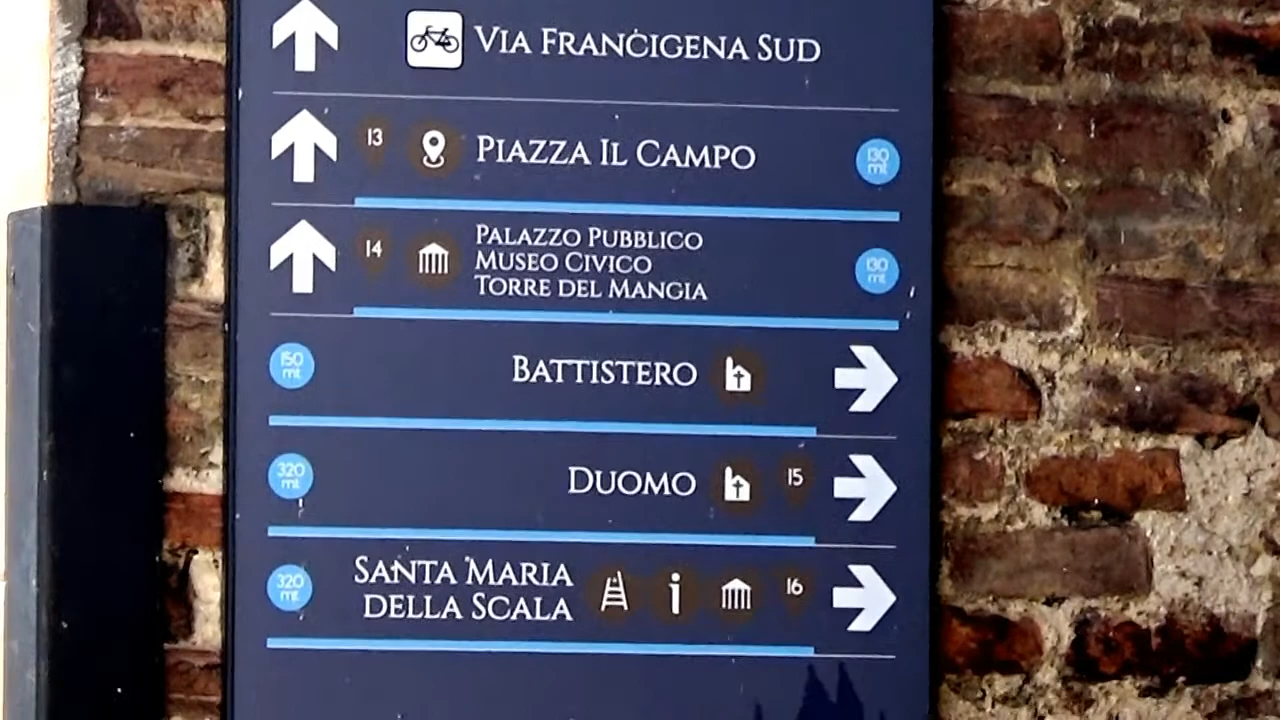 VIA FRANCIGENA SUD
13 PIAZZA IL CAMPO 130 mt
14 PALAZZO PUBBLICO 130 mt
MUSEO CIVICO
TORRE DEL MANGIA
150 mt BATTISTERO
320 mt DUOMO 15
320 mt SANTA MARIA 16
DELLA SCALA